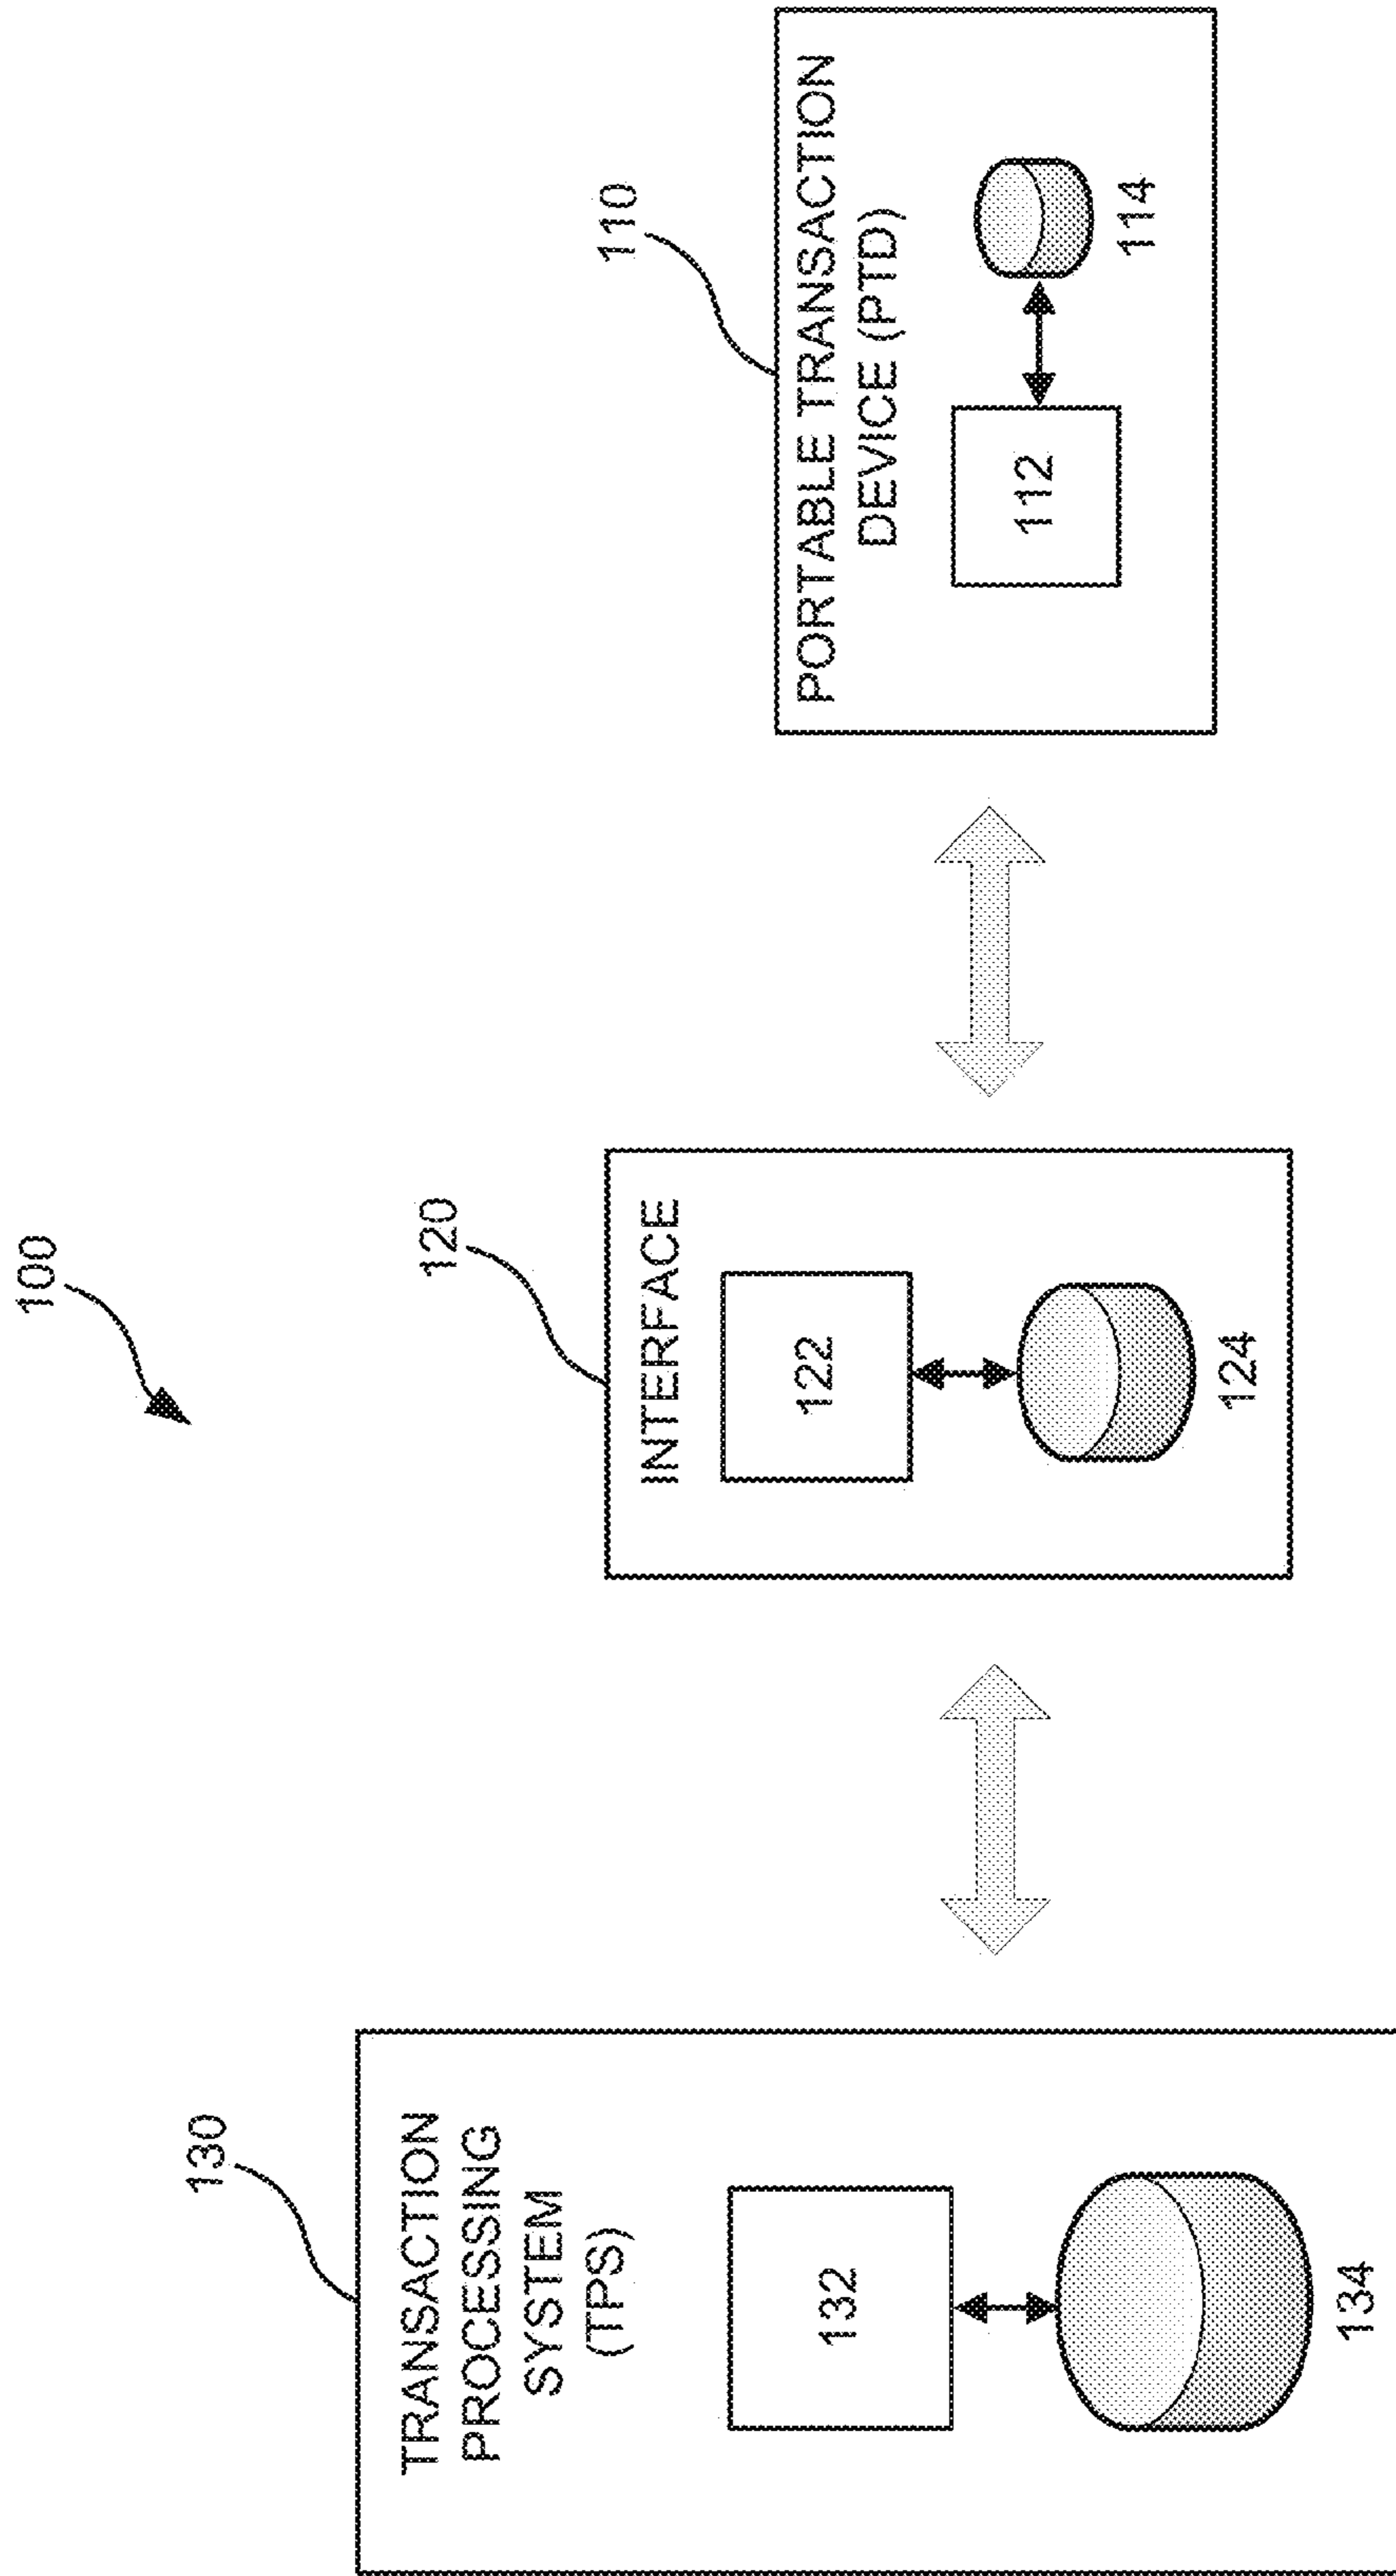 100
130
TRANSACTION
PROCESSING
SYSTEM
(TPS)
132
134
120
INTERFACE
122
124
110
PORTABLE TRANSACTION
DEVICE (PTD)
112
114